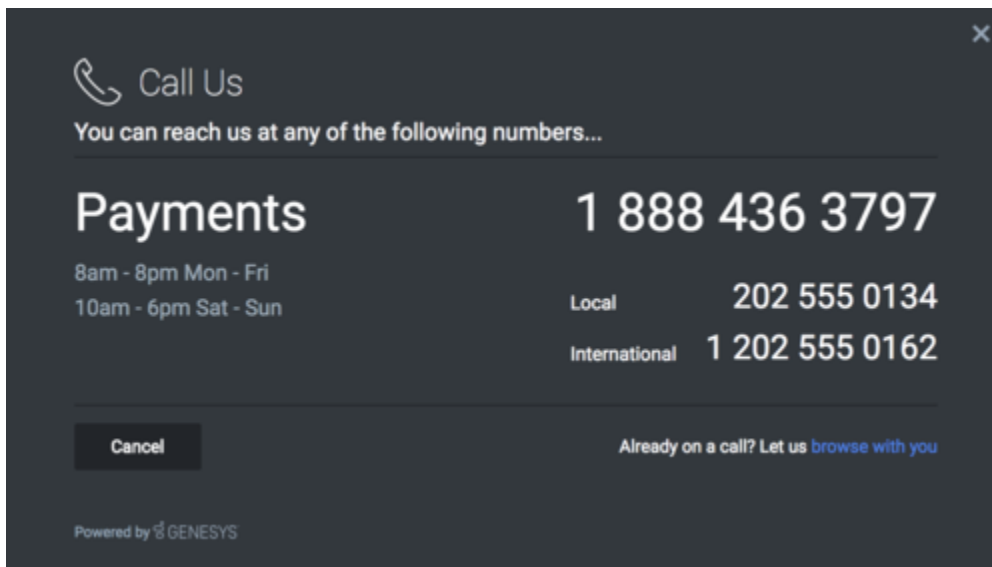 Call Us
You can reach us at any of the following numbers...
Payments
1 888 436 3797
8am - 8pm Mon - Fri
10am - 6pm Sat - Sun
Local 202 555 0134
International 1 202 555 0162
Cancel
Already on a call? Let us browse with you
Powered by GENESYS